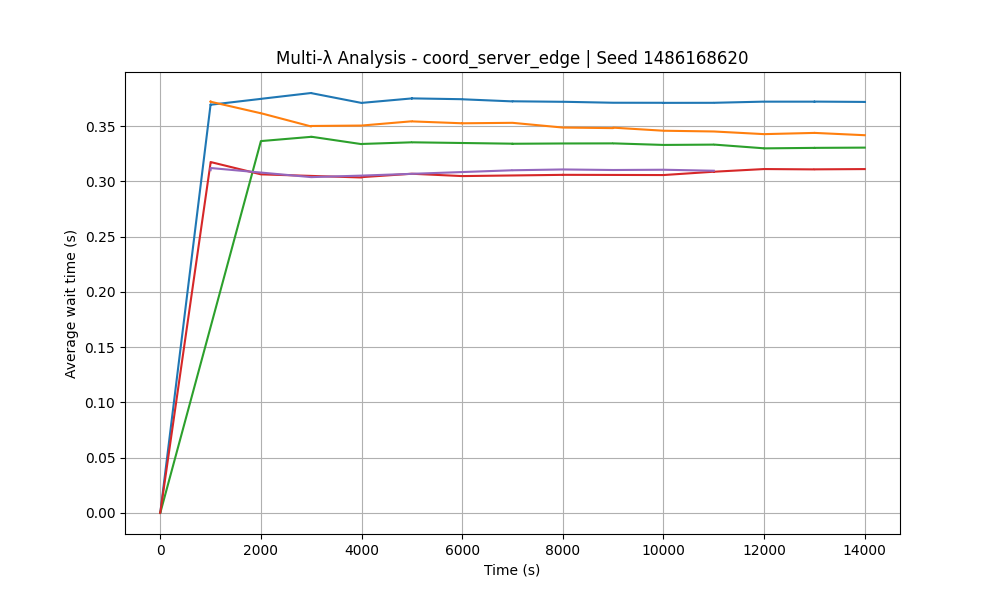 Multi-λ Analysis - coord_server_edge | Seed 1486168620
Average wait time (s)
0.35
0.30
0.25
0.20
0.15
0.10
0.05
0.00
0 2000 4000 6000 8000 10000 12000 14000
Time (s)